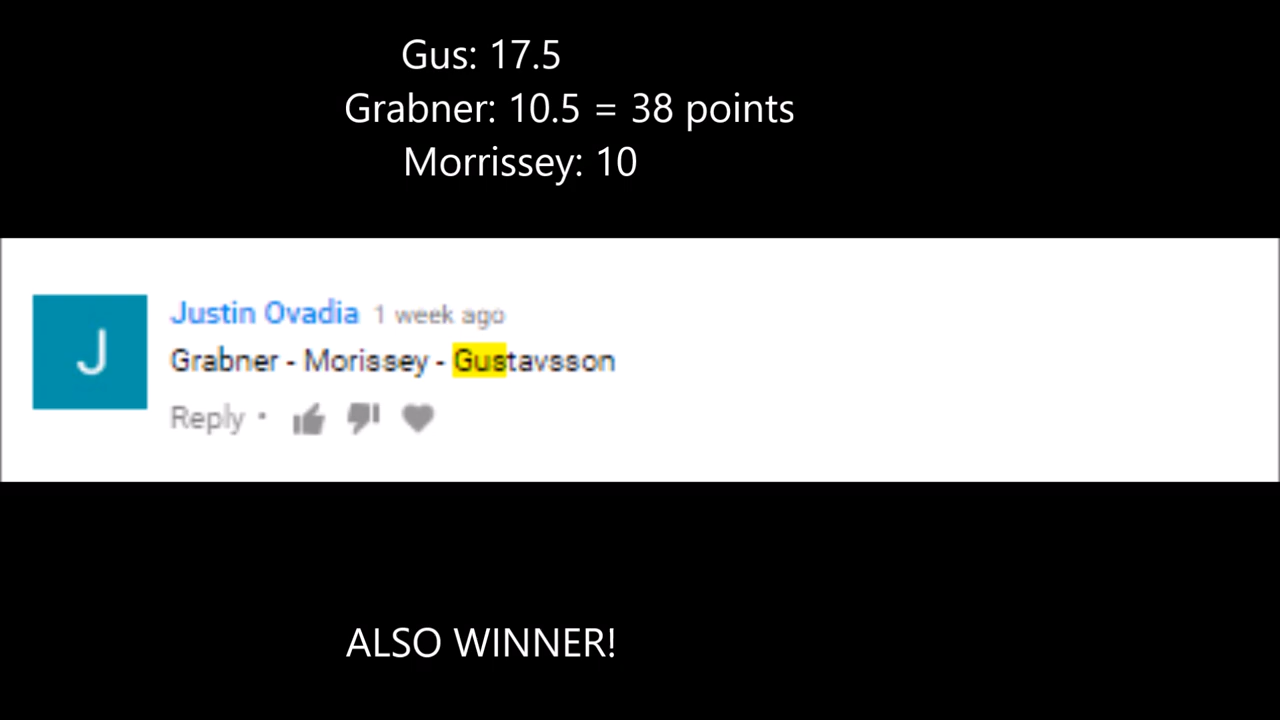 Gus: 17.5
Grabner: 10.5 = 38 points
Morrissey: 10
J
Justin Ovadia 1 week ago
Grabner - Morissey - Gustavsson
Reply •
ALSO WINNER!